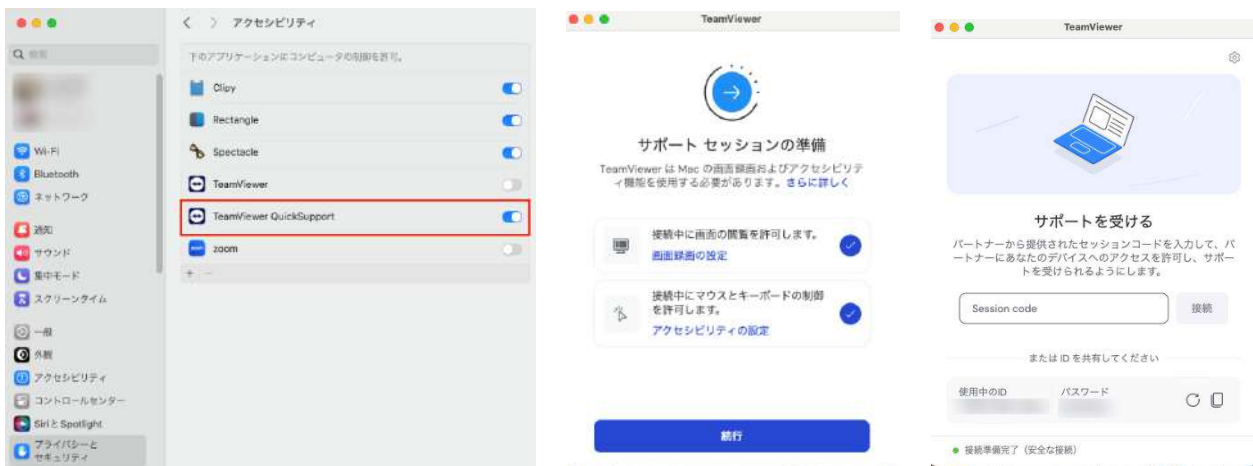 アクセシビリティ
検索
Wi-Fi
Bluetooth
ネットワーク
通知
サウンド
集中モード
スクリーンタイム
一般
外観
アクセシビリティ
コントロールセンター
Siri と Spotlight
プライバシーと
セキュリティ
下のアプリケーションにコンピュータの制御を許可。
Clipy
Rectangle
Spectacle
TeamViewer
TeamViewer QuickSupport
zoom
TeamViewer
サポート セッションの準備
TeamViewer は Mac の画面録画およびアクセシビリテ
ィ機能を使用する必要があります。さらに詳しく
接続中に画面の閲覧を許可します。
画面録画の設定
接続中にマウスとキーボードの制御
を許可します。
アクセシビリティの設定
続行
TeamViewer
サポートを受ける
パートナーから提供されたセッションコードを入力して、パ
ートナーにあなたのデバイスへのアクセスを許可し、サポー
トを受けられるようにします。
Session code
接続
または ID を共有してください
使用中のID
パスワード
接続準備完了（安全な接続）